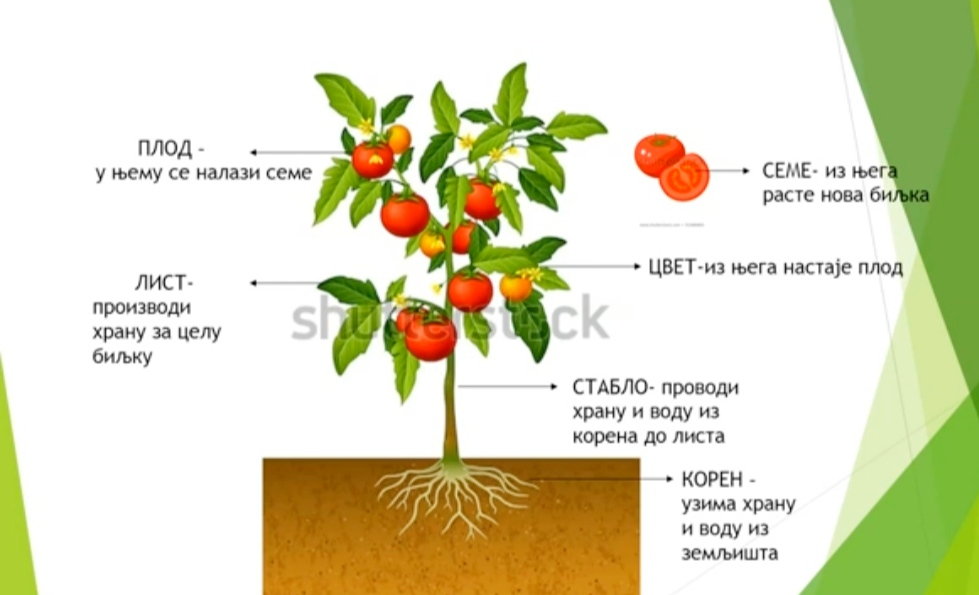 ПЛОД -
у њему се налази семе
СЕМЕ- из њега
расте нова биљка
ЦВЕТ-из њега настаје плод
ЛИСТ-
производи
храну за целу
биљку
shutterstock
СТАБЛО- проводи
храну и воду из
корена до листа
КОРЕН -
узима храну
и воду из
земљишта